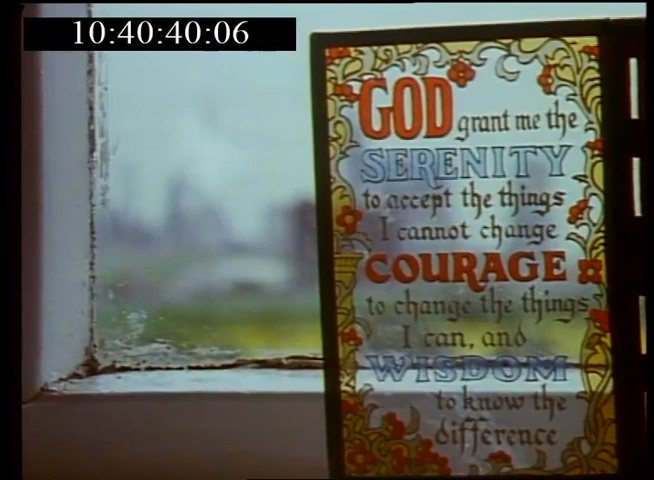 10:40:40:06
GOD grant me the
SERENITY
to accept the things
I cannot change
COURAGE
to change the things
I can, and
WISDOM
to know the
difference